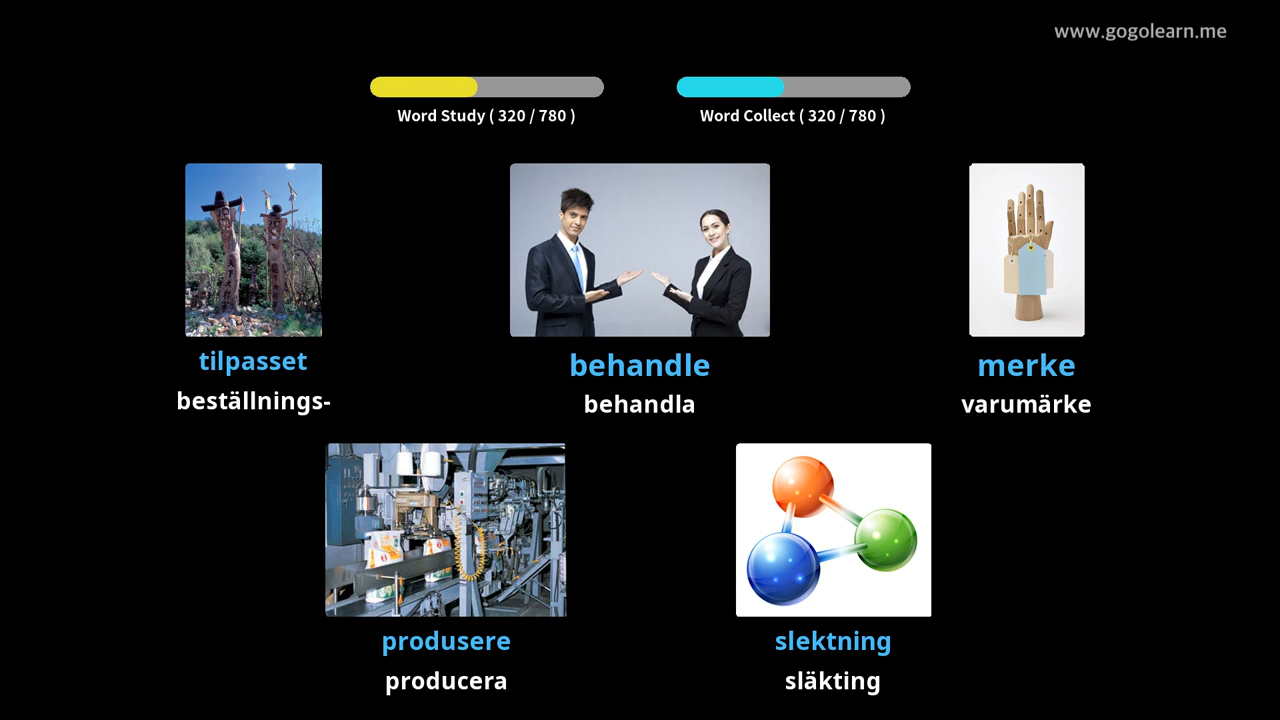 www.gogolearn.me
Word Study ( 320 / 780 )
Word Collect ( 320 / 780 )
tilpasset
beställnings-
behandle
behandla
merke
varumärke
produsere
producera
slektning
släkting